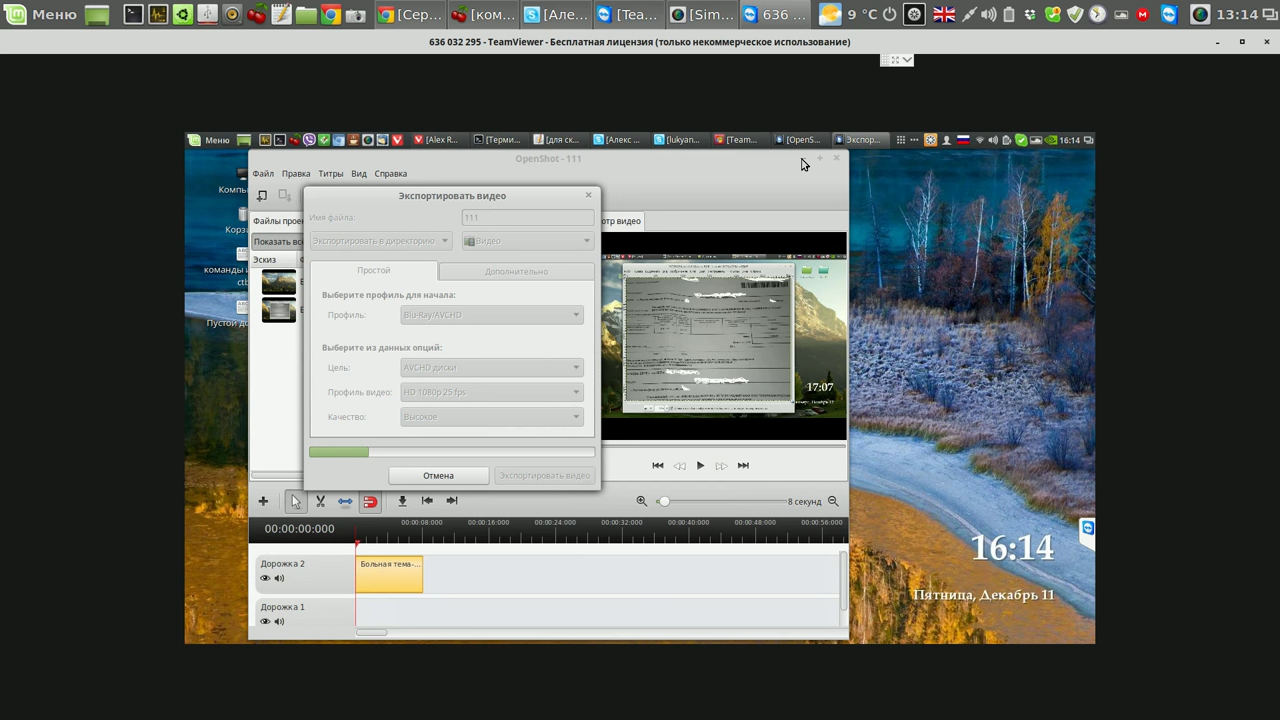 Меню [Сер... [ком... [Але... [Tea... [Sim... 636 ... 9 °C 13:14
636 032 295 - TeamViewer - Бесплатная лицензия (только некоммерческое использование)
Меню [Alex R... [Терми... [для ск... [Алекс ... [lukyan... [Team... [OpenS... Экспор... 16:14
OpenShot - 111
Файл Правка Титры Вид Справка
Экспортировать видео
Имя файла: 111
Экспортировать в директорию Видео
Файлы прое
отр видео
Показать вс
Простой Дополнительно
Эскиз
Выберите профиль для начала:
Профиль: Blu-Ray/AVCHD
Выберите из данных опций:
Цель: AVCHD диски
Профиль видео: HD 1080p 25 fps
Качество: Высокое
17:07
Отмена Экспортировать видео
Компь
Корз
команды и
ctb
Пустой до
8 секунд
00:00:00:000 00:00:08:000 00:00:16:000 00:00:24:000 00:00:32:000 00:00:40:000 00:00:48:000 00:00:56:000
Дорожка 2 Больная тема-...
Дорожка 1
16:14
Пятница, Декабрь 11